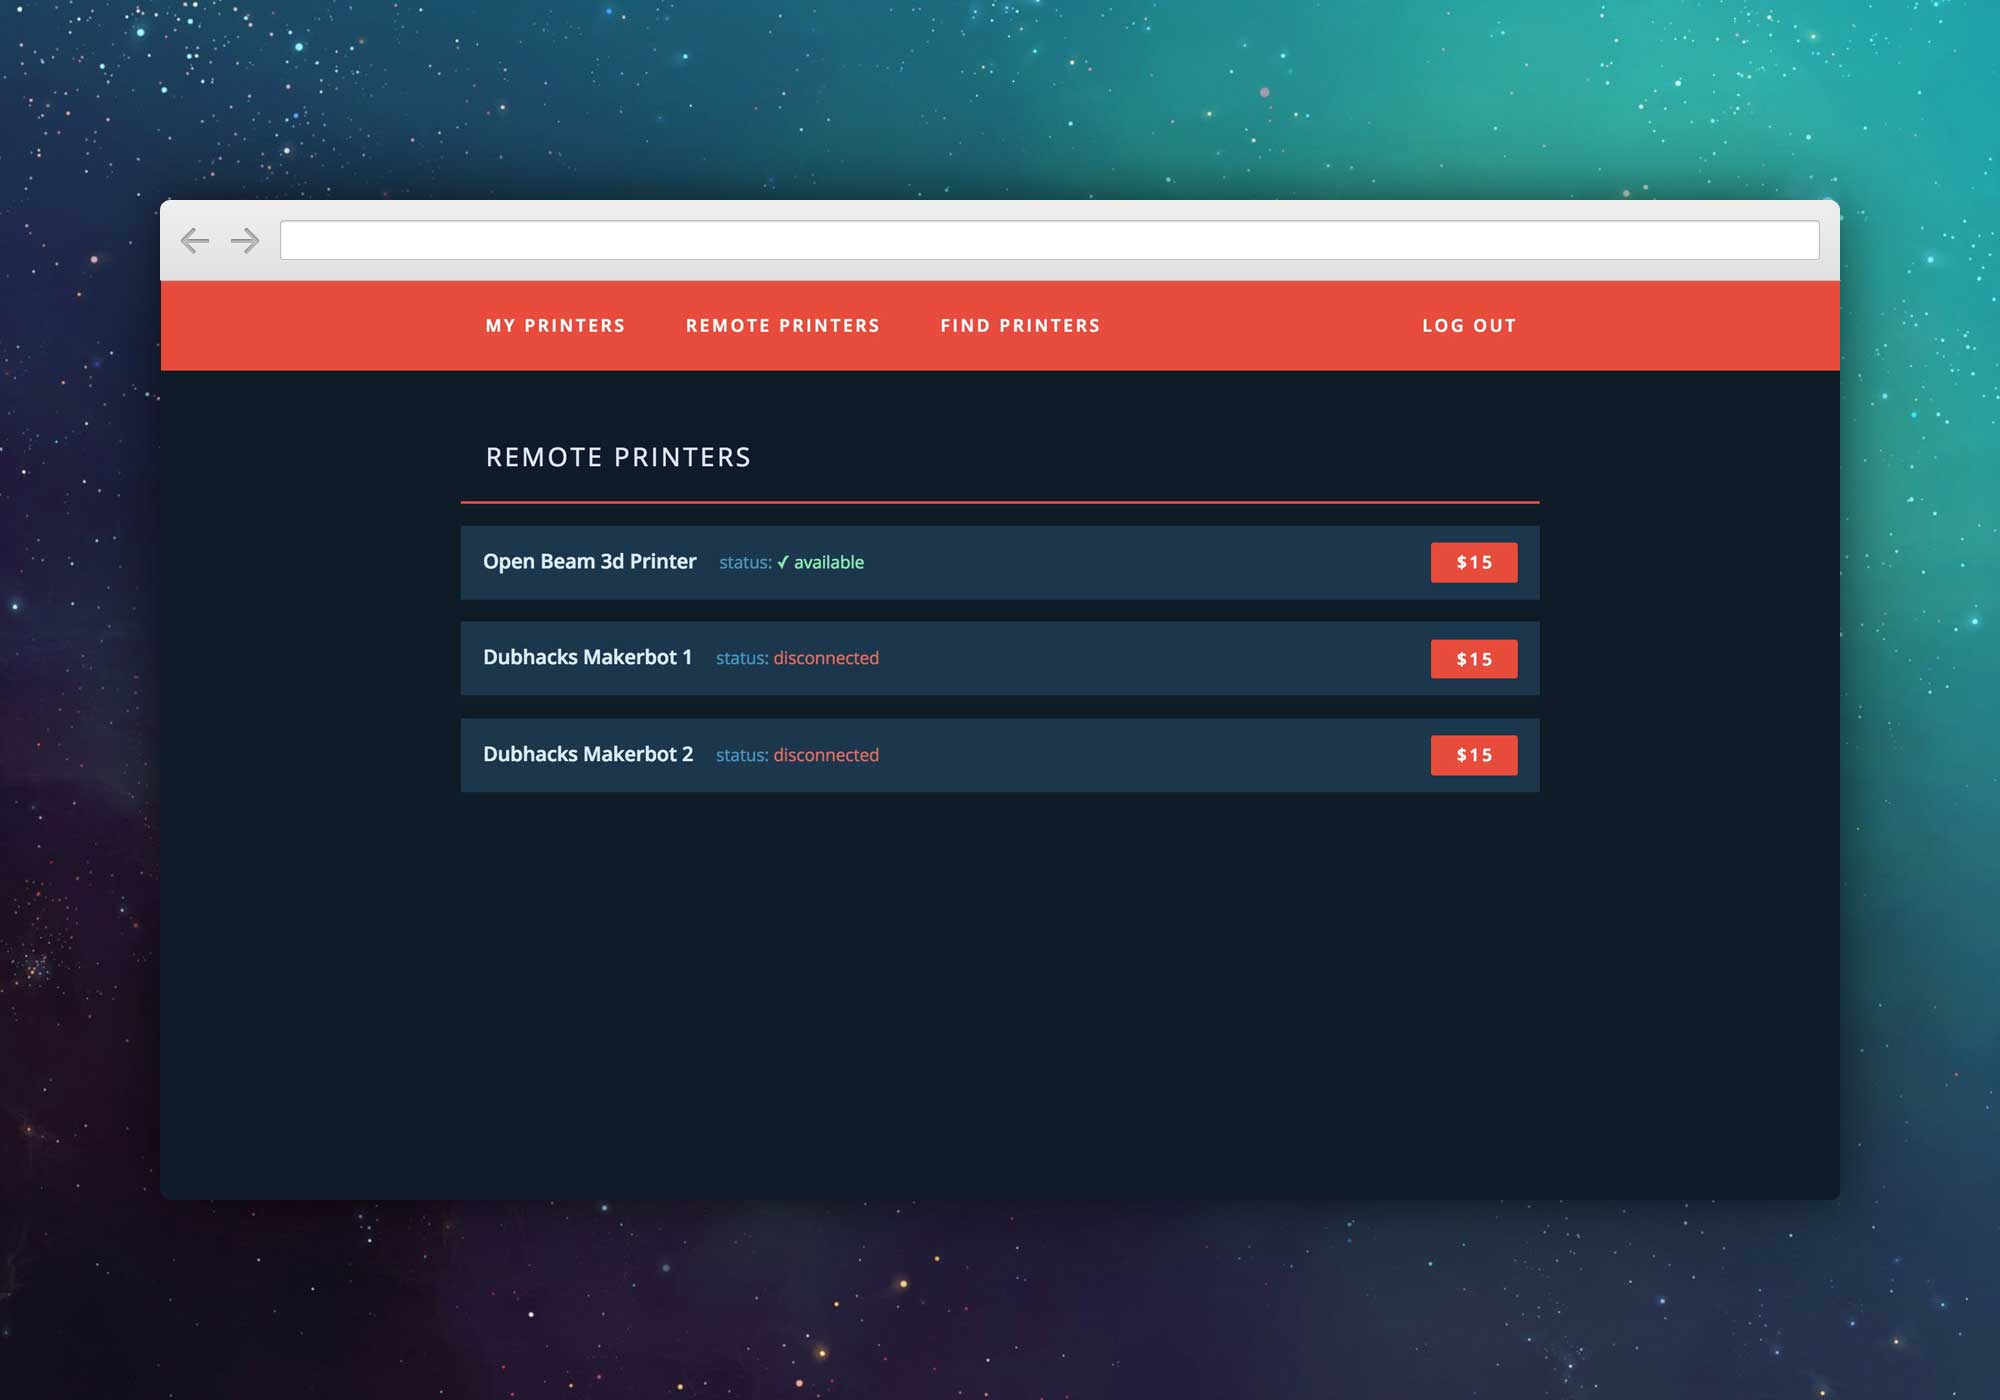 MY PRINTERS REMOTE PRINTERS FIND PRINTERS LOG OUT
REMOTE PRINTERS
Open Beam 3d Printer status: ✓ available $15
Dubhacks Makerbot 1 status: disconnected $15
Dubhacks Makerbot 2 status: disconnected $15